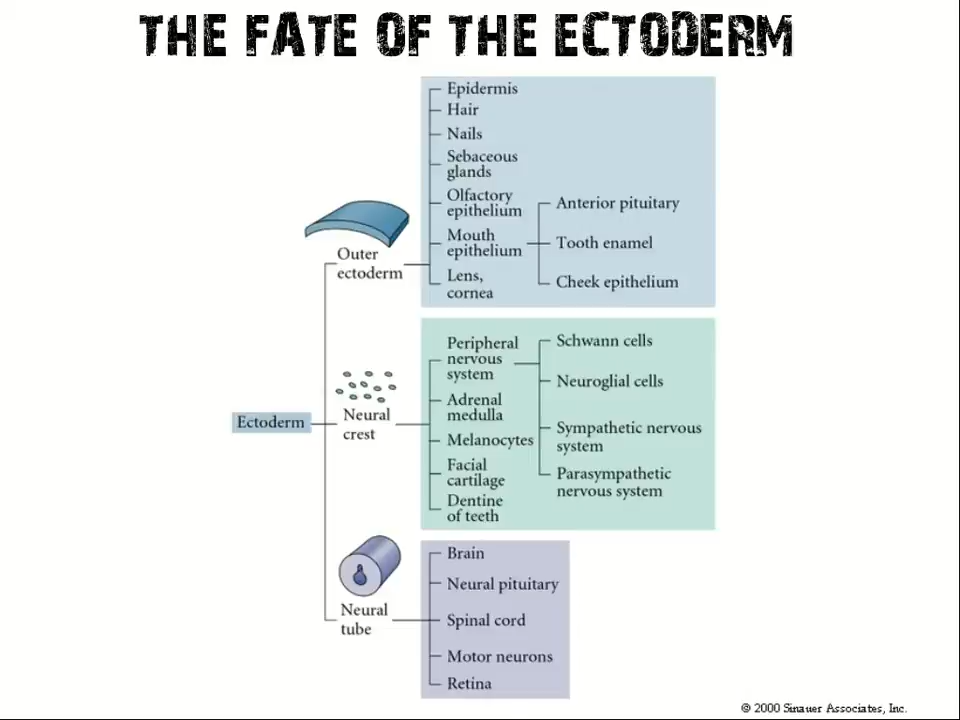 THE FATE OF THE ECTODERM
Epidermis
Hair
Nails
Sebaceous
glands
Olfactory
epithelium
Mouth
epithelium
Lens,
cornea
Anterior pituitary
Tooth enamel
Cheek epithelium
Outer
ectoderm
Peripheral
nervous
system
Adrenal
medulla
Melanocytes
Facial
cartilage
Dentine
of teeth
Schwann cells
Neuroglial cells
Sympathetic nervous
system
Parasympathetic
nervous system
Ectoderm
Neural
crest
Brain
Neural pituitary
Spinal cord
Motor neurons
Retina
Neural
tube
© 2000 Sinauer Associates, Inc.